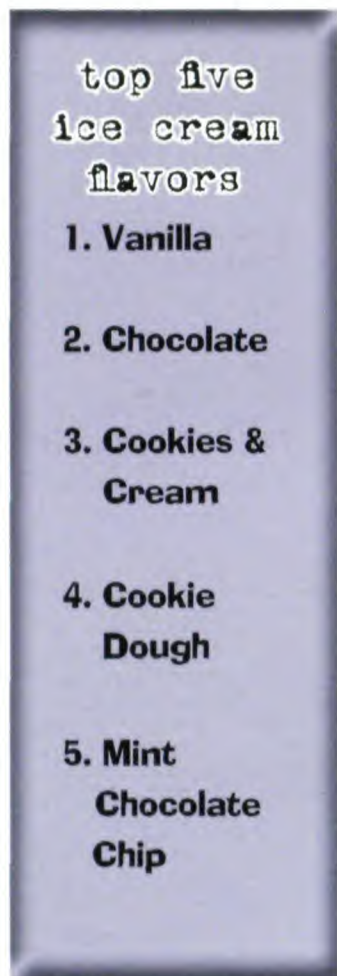 top five
ice cream
flavors
1. Vanilla
2. Chocolate
3. Cookies &
Cream
4. Cookie
Dough
5. Mint
Chocolate
Chip